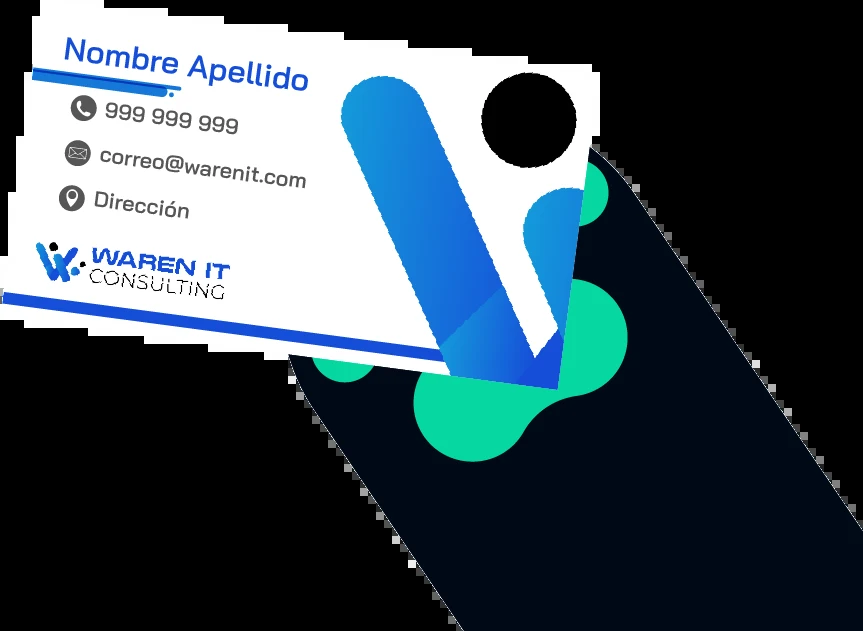 Nombre Apellido
999 999 999
correo@warenit.com
Dirección
WAREN IT
CONSULTING